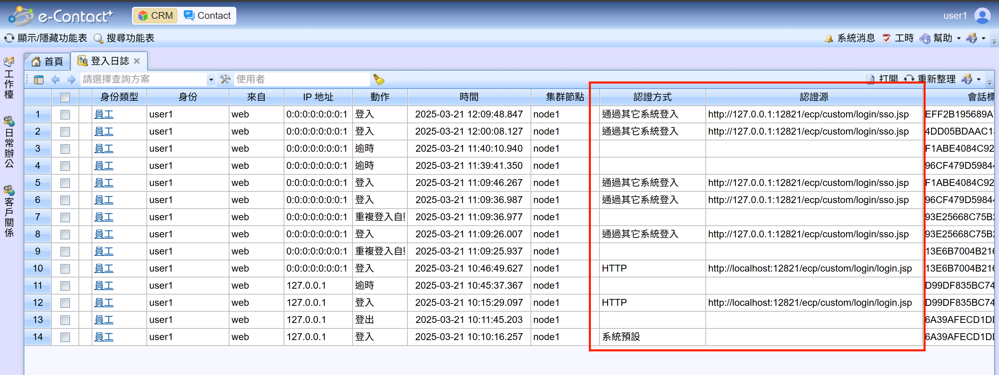 e-Contact+ CRM Contact user1
顯示/隱藏功能表 搜尋功能表 系統消息 工時 幫助
工作檯
日常辦公
客戶關係
首頁 登入日誌
請選擇查詢方案 使用者 打開 重新整理
身份類型 身份 來自 IP 地址 動作 時間 集群節點 認證方式 認證源 會話標
1 員工 user1 web 0:0:0:0:0:0:0:1 登入 2025-03-21 12:09:48.847 node1 通過其它系統登入 http://127.0.0.1:12821/ecp/custom/login/sso.jsp EFF2B195689A
2 員工 user1 web 0:0:0:0:0:0:0:1 登入 2025-03-21 12:00:08.127 node1 通過其它系統登入 http://127.0.0.1:12821/ecp/custom/login/sso.jsp 4DD05BDAAC1
3 員工 user1 web 0:0:0:0:0:0:0:1 逾時 2025-03-21 11:40:10.940 node1 F1ABE4084C92
4 員工 user1 web 0:0:0:0:0:0:0:1 逾時 2025-03-21 11:39:41.350 node1 96CF479D5984
5 員工 user1 web 0:0:0:0:0:0:0:1 登入 2025-03-21 11:09:46.267 node1 通過其它系統登入 http://127.0.0.1:12821/ecp/custom/login/sso.jsp F1ABE4084C92
6 員工 user1 web 0:0:0:0:0:0:0:1 登入 2025-03-21 11:09:36.987 node1 通過其它系統登入 http://127.0.0.1:12821/ecp/custom/login/sso.jsp 96CF479D5984
7 員工 user1 web 0:0:0:0:0:0:0:1 重複登入自動 2025-03-21 11:09:36.977 node1 93E25668C75B
8 員工 user1 web 0:0:0:0:0:0:0:1 登入 2025-03-21 11:09:26.007 node1 通過其它系統登入 http://127.0.0.1:12821/ecp/custom/login/sso.jsp 93E25668C75B
9 員工 user1 web 0:0:0:0:0:0:0:1 重複登入自動 2025-03-21 11:09:25.937 node1 13E6B7004B216
10 員工 user1 web 0:0:0:0:0:0:0:1 登入 2025-03-21 10:46:49.627 node1 HTTP http://localhost:12821/ecp/custom/login/login.jsp 13E6B7004B216
11 員工 user1 web 127.0.0.1 逾時 2025-03-21 10:45:37.367 node1 D99DF835BC74
12 員工 user1 web 127.0.0.1 登入 2025-03-21 10:15:29.097 node1 HTTP http://localhost:12821/ecp/custom/login/login.jsp D99DF835BC74
13 員工 user1 web 127.0.0.1 登出 2025-03-21 10:11:45.203 node1 6A39AFECD1D
14 員工 user1 web 127.0.0.1 登入 2025-03-21 10:10:16.257 node1 系統預設 6A39AFECD1D